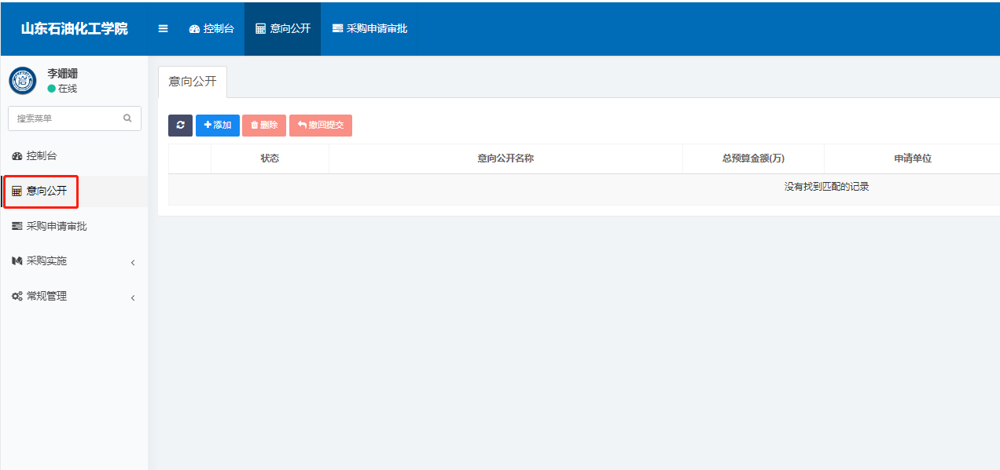 山东石油化工学院
控制台
意向公开
采购申请审批
李姗姗
在线
搜索菜单
控制台
意向公开
采购申请审批
采购实施
常规管理
意向公开
添加
删除
撤回提交
状态
意向公开名称
总预算金额(万)
申请单位
没有找到匹配的记录